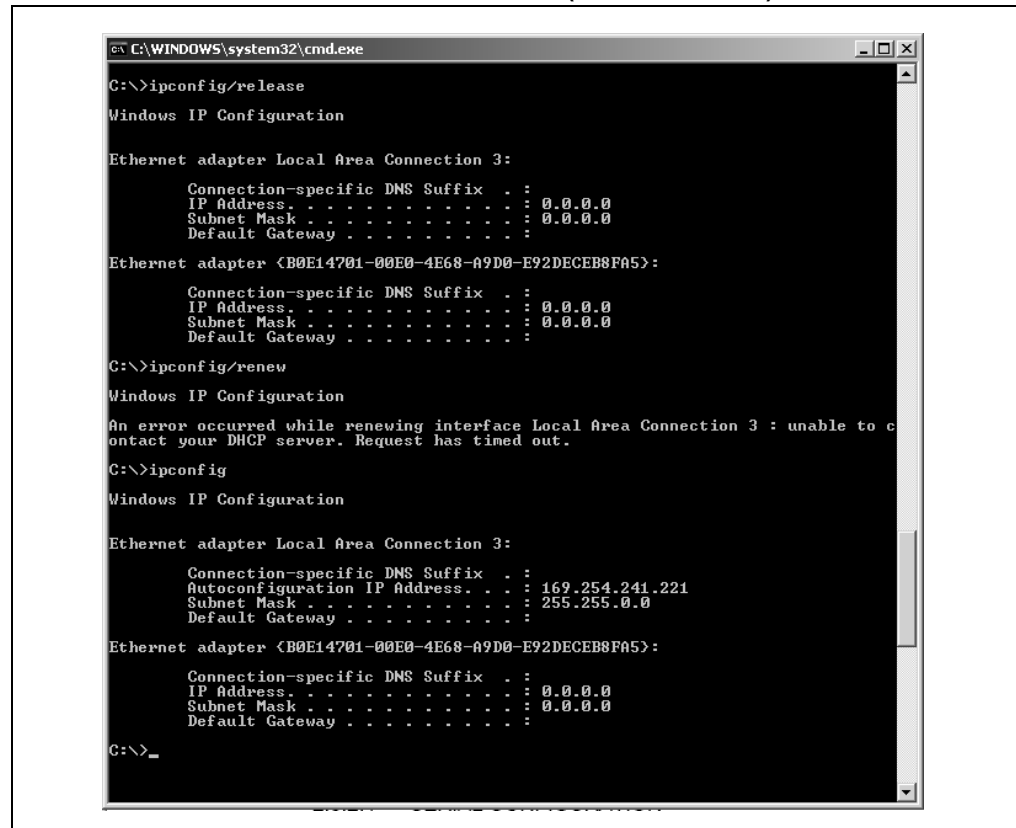 C:\WINDOWS\system32\cmd.exe
C:\>ipconfig/release
Windows IP Configuration
Ethernet adapter Local Area Connection 3:
Connection-specific DNS Suffix . :
IP Address. . . . . . . . . . . . : 0.0.0.0
Subnet Mask . . . . . . . . . . . : 0.0.0.0
Default Gateway . . . . . . . . . :
Ethernet adapter {B0E14701-00E0-4E68-A9D0-E92DECEB8FA5}:
Connection-specific DNS Suffix . :
IP Address. . . . . . . . . . . . : 0.0.0.0
Subnet Mask . . . . . . . . . . . : 0.0.0.0
Default Gateway . . . . . . . . . :
C:\>ipconfig/renew
Windows IP Configuration
An error occurred while renewing interface Local Area Connection 3 : unable to c
ontact your DHCP server. Request has timed out.
C:\>ipconfig
Windows IP Configuration
Ethernet adapter Local Area Connection 3:
Connection-specific DNS Suffix . :
Autoconfiguration IP Address. . . : 169.254.241.221
Subnet Mask . . . . . . . . . . . : 255.255.0.0
Default Gateway . . . . . . . . . :
Ethernet adapter {B0E14701-00E0-4E68-A9D0-E92DECEB8FA5}:
Connection-specific DNS Suffix . :
IP Address. . . . . . . . . . . . : 0.0.0.0
Subnet Mask . . . . . . . . . . . : 0.0.0.0
Default Gateway . . . . . . . . . :
C:\>_